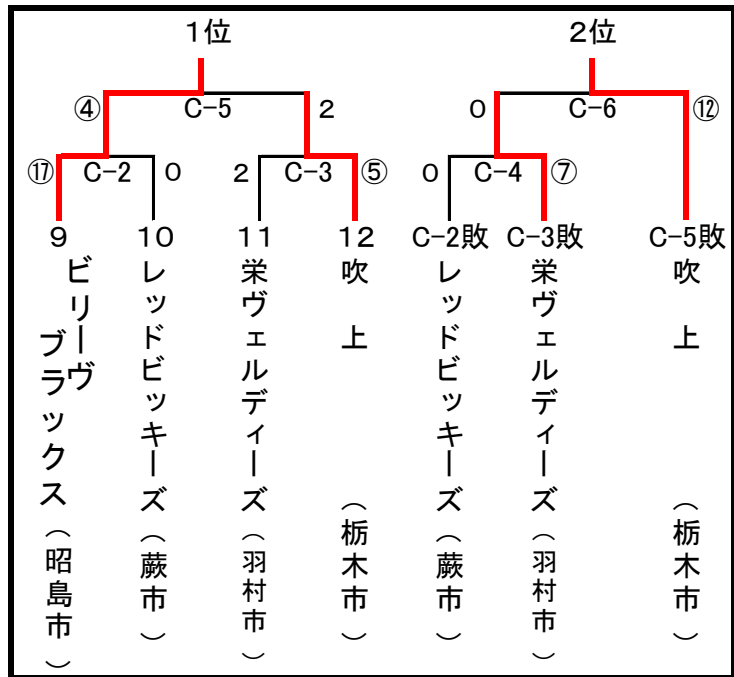 1位
2位
④ C-5 2
0 C-6 ⑫
⑰ C-2 0
2 C-3 ⑤
0 C-4 ⑦
9
10
11
12
C-2敗
C-3敗
C-5敗
ビリーヴ
ブラックス（昭島市）
レッドビッキーズ（蕨市）
栄ヴェルディーズ（羽村市）
吹上（栃木市）
レッドビッキーズ（蕨市）
栄ヴェルディーズ（羽村市）
吹上（栃木市）